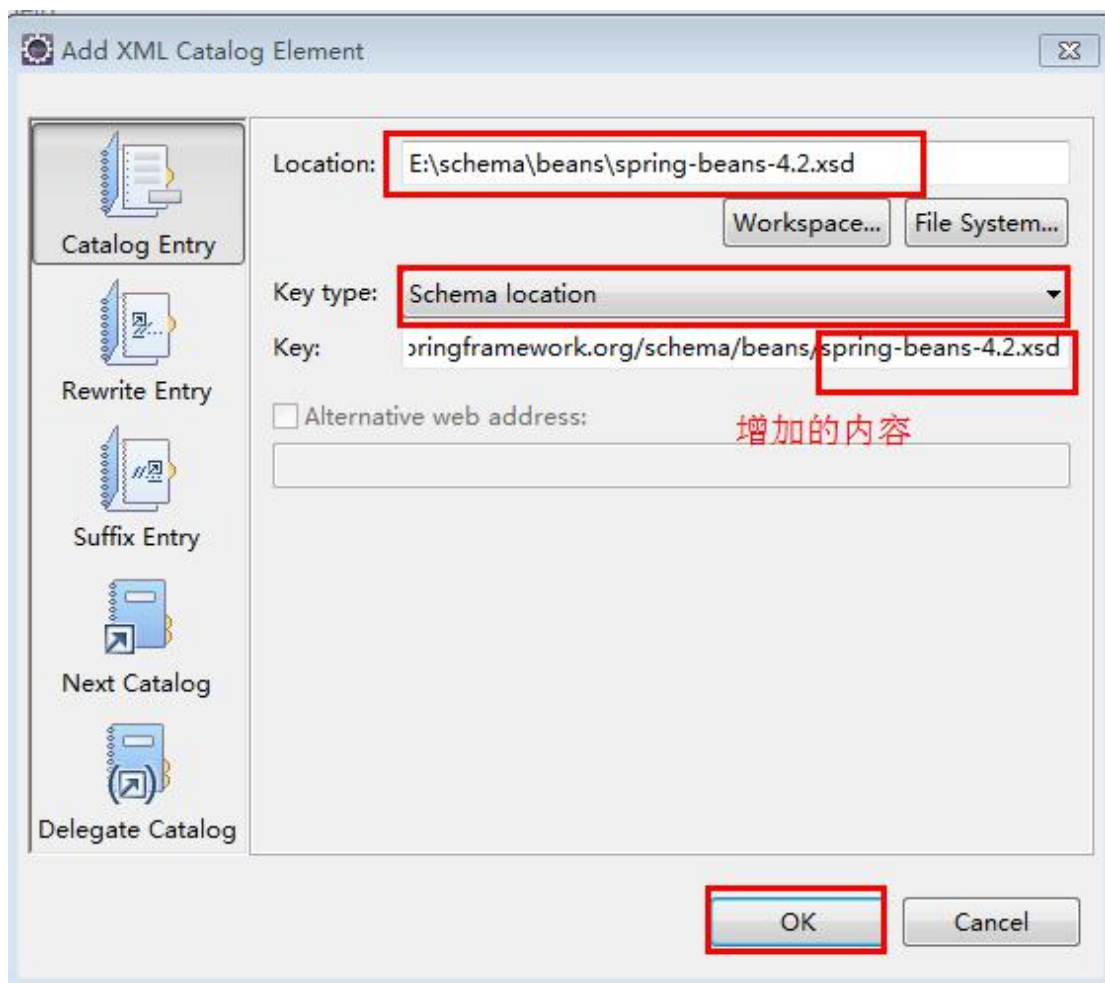 Add XML Catalog Element
Catalog Entry
Rewrite Entry
Suffix Entry
Next Catalog
Delegate Catalog
Location: E:\schema\beans\spring-beans-4.2.xsd
Workspace... File System...
Key type: Schema location
Key: pringframework.org/schema/beans/spring-beans-4.2.xsd
Alternative web address:
增加的内容
OK Cancel